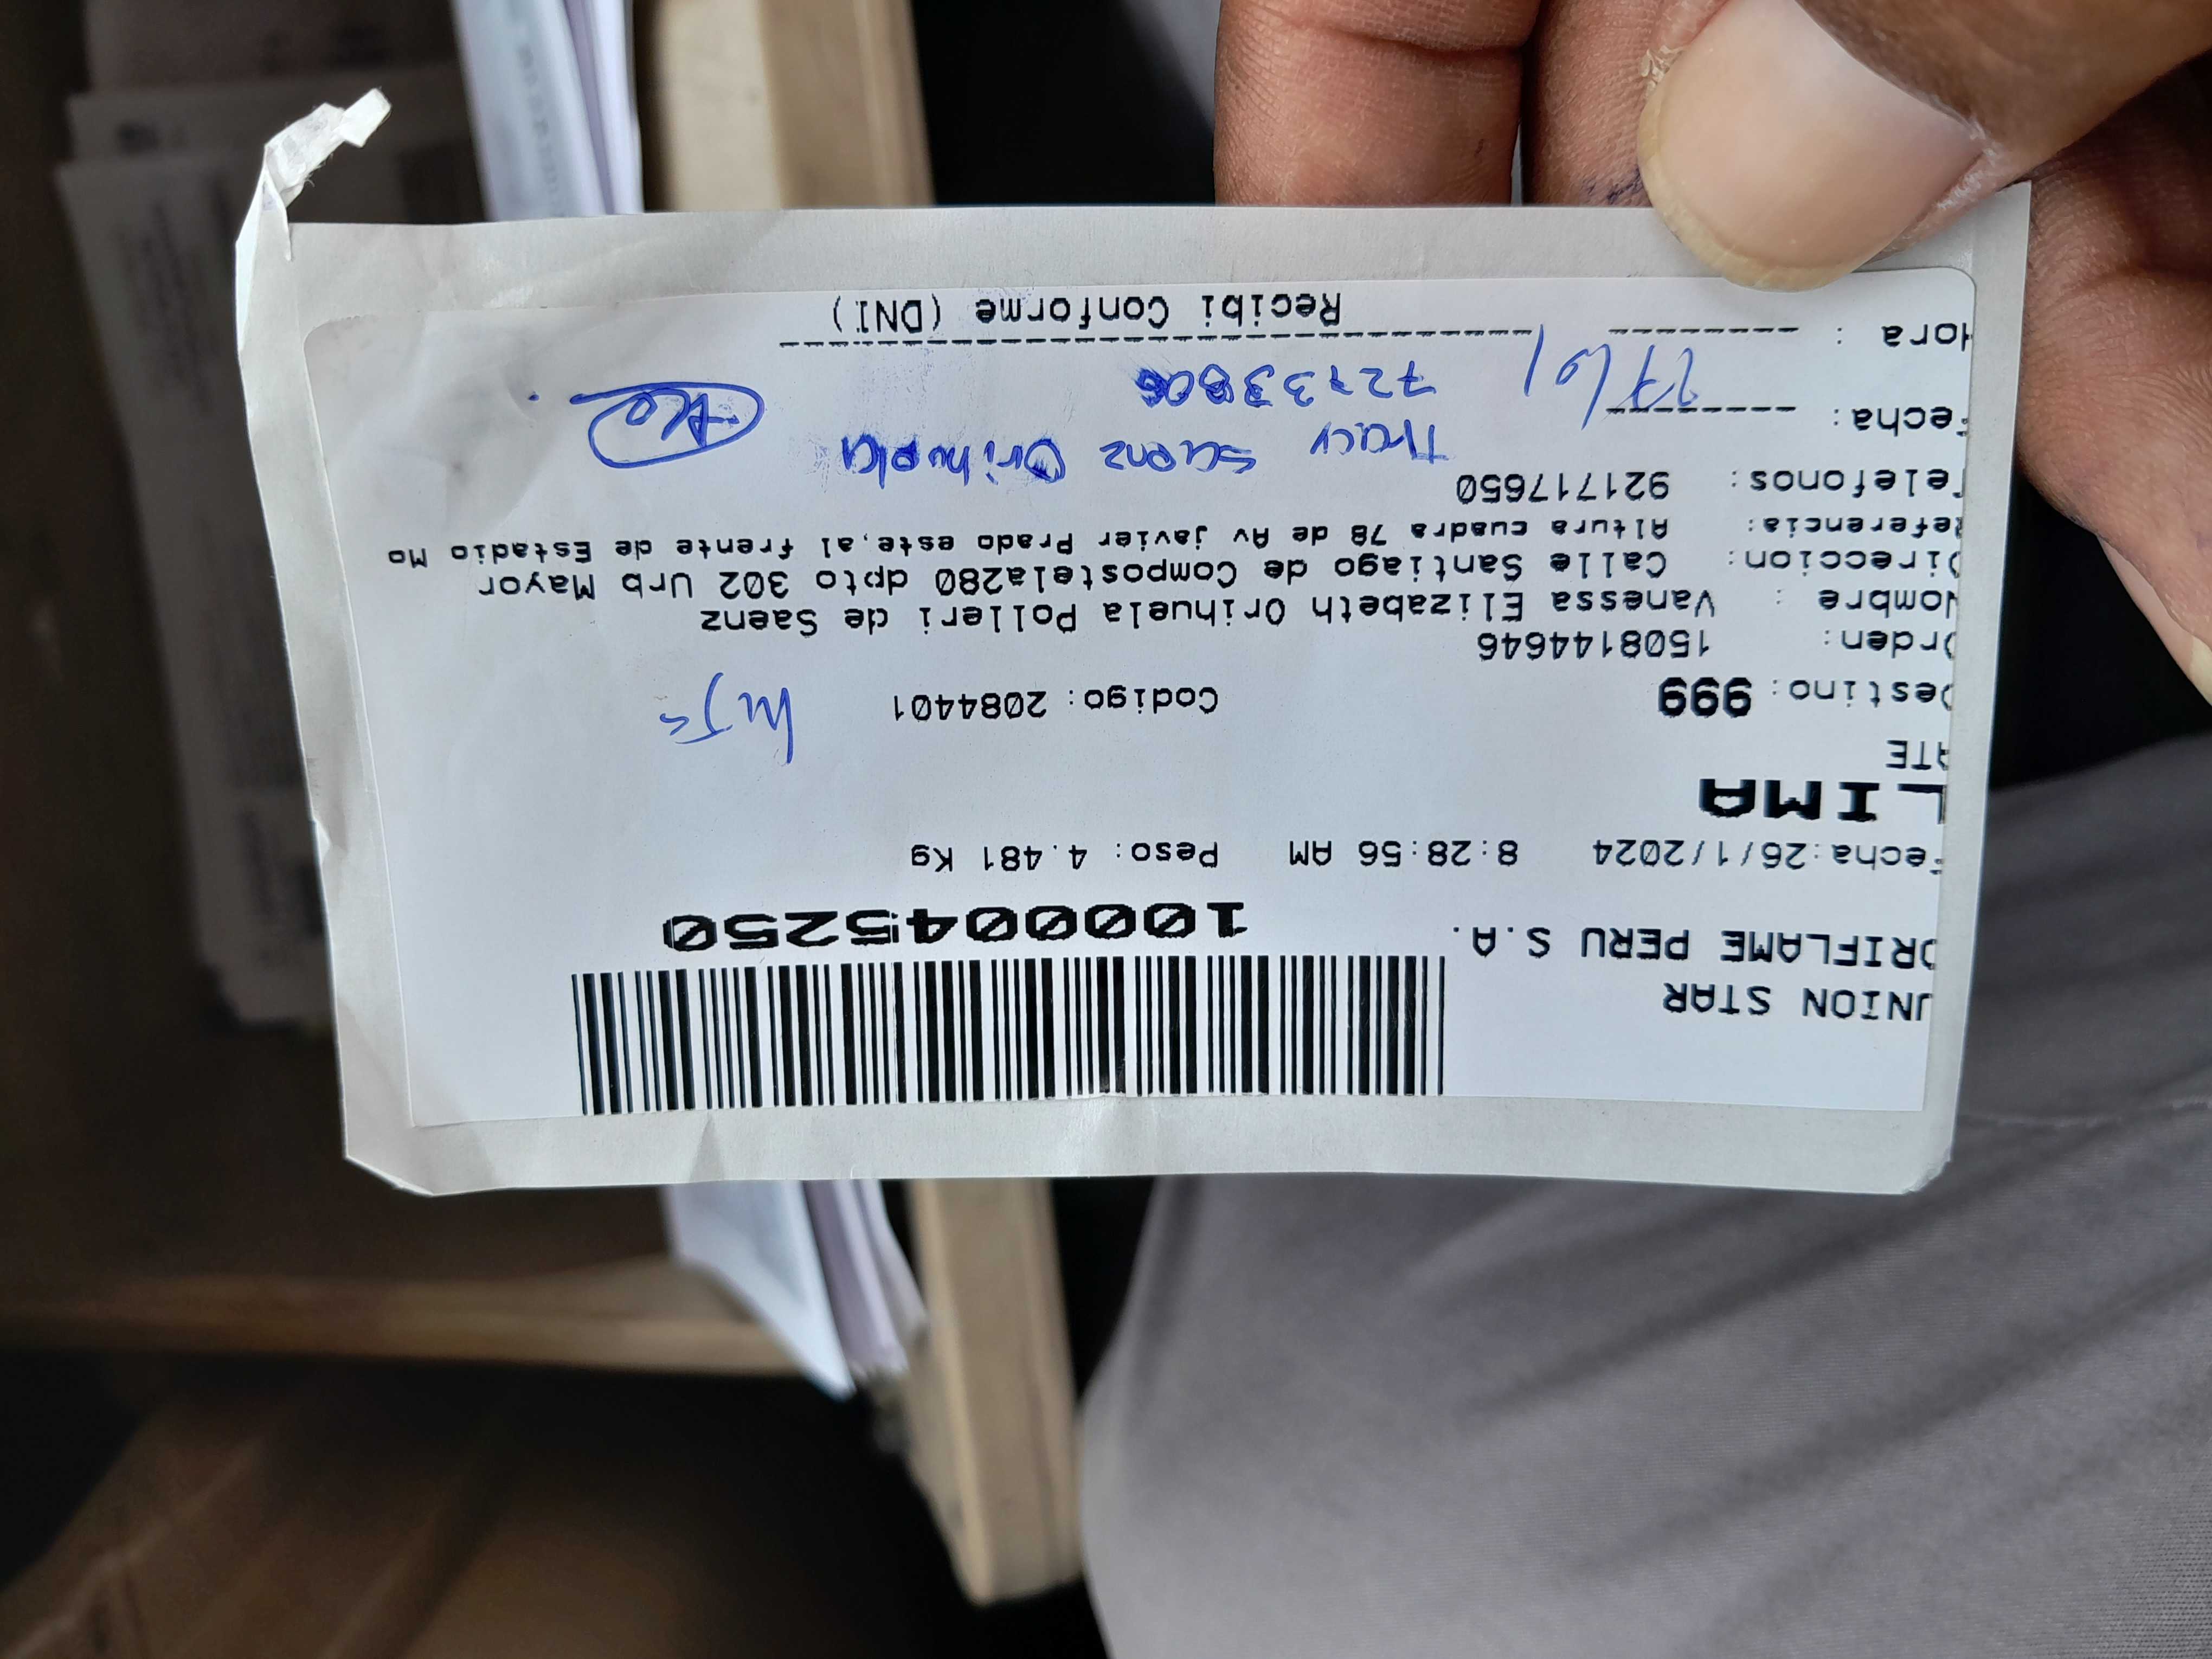 UNION STAR
ORIFLAME PERU S.A.
1000045250
Fecha:26/1/2024 8:28:56 AM Peso: 4.481 Kg
LIMA
ATE
Destino: 999 Codigo: 2084401
hija
Orden: 1508144646
Nombre : Vanessa Elizabeth Orihuela Polleri de Saenz
Direccion: Calle Santiago de Compostela280 dpto 302 Urb Mayor
Referencia: Altura cuadra 78 de Av javier Prado este,al frente de Estadio Mo
Telefonos: 921717650
Tracy Saenz Orihuela
Fecha:
Hora :
Recibi Conforme (DNI)